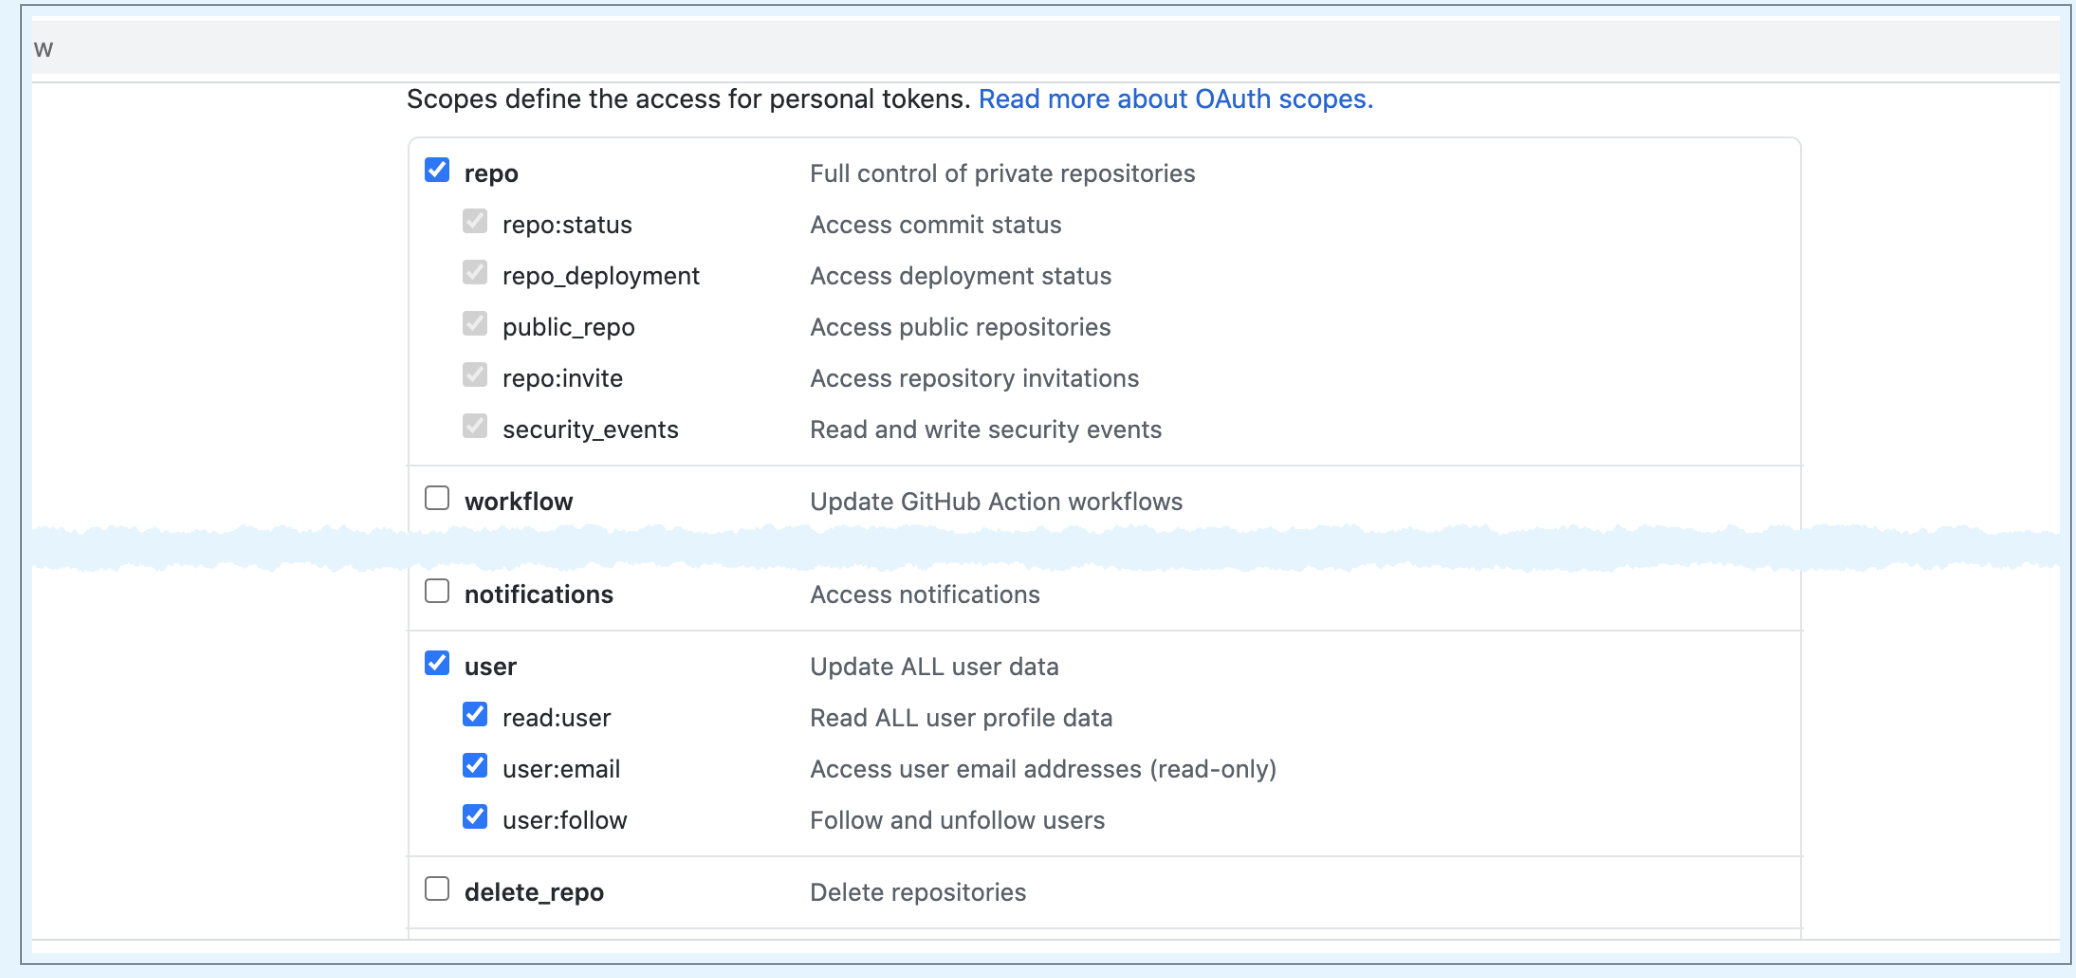 w
Scopes define the access for personal tokens. Read more about OAuth scopes.
repo Full control of private repositories
repo:status Access commit status
repo_deployment Access deployment status
public_repo Access public repositories
repo:invite Access repository invitations
security_events Read and write security events
workflow Update GitHub Action workflows
notifications Access notifications
user Update ALL user data
read:user Read ALL user profile data
user:email Access user email addresses (read-only)
user:follow Follow and unfollow users
delete_repo Delete repositories